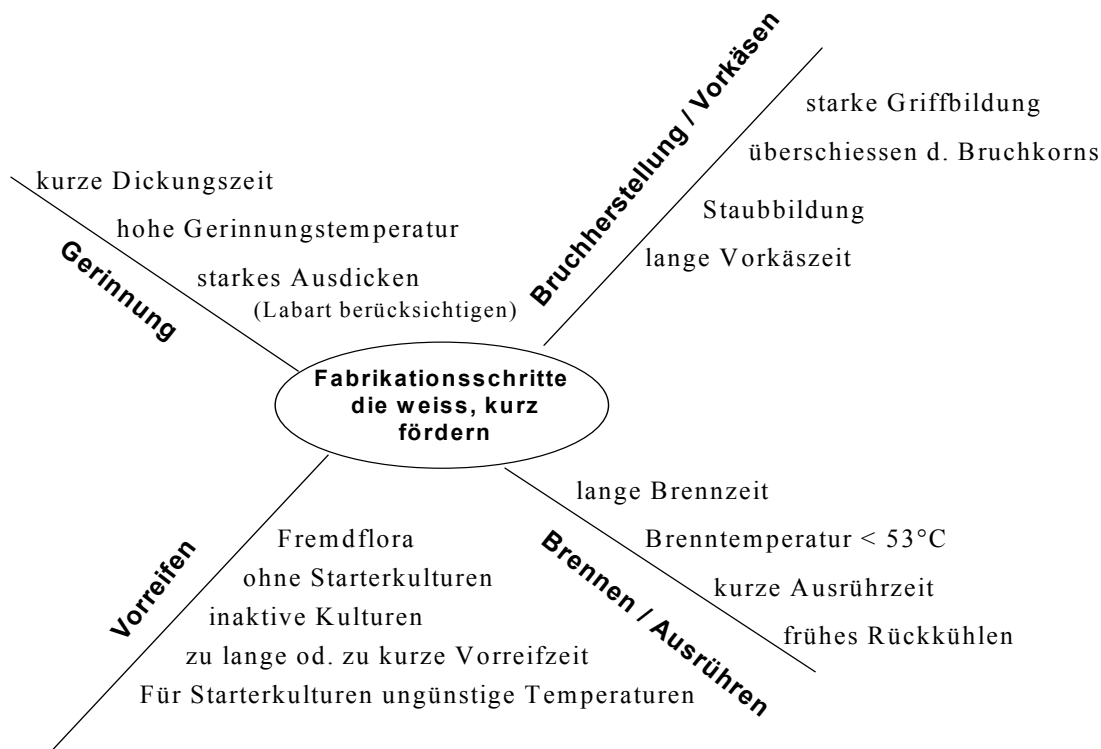 Bruchherstellung / Vorkäsen
starke Griffbildung
überschiessen d. Bruchkorns
Staubbildung
lange Vorkäszeit
kurze Dickungszeit
hohe Gerinnungstemperatur
starkes Ausdicken
(Labart berücksichtigen)
Gerinnung
Fabrikationsschritte
die weiss, kurz
fördern
Vorreifen
Fremdflora
ohne Starterkulturen
inaktive Kulturen
zu lange od. zu kurze Vorreifzeit
Für Starterkulturen ungünstige Temperaturen
lange Brennzeit
Brenntemperatur < 53°C
kurze Ausrührzeit
frühes Rückkühlen
Brennen / Ausrühren